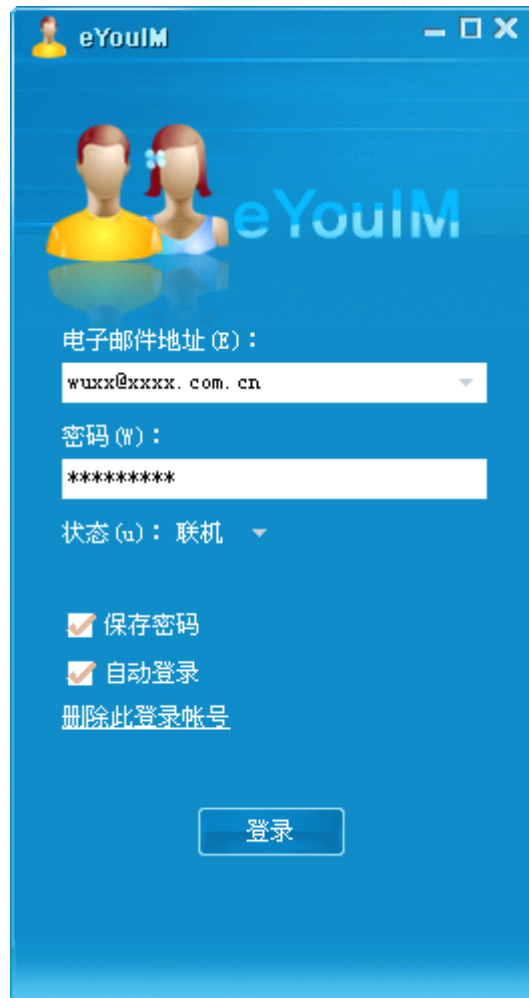 eYouIM
eYouIM
电子邮件地址(E)：
wuxx@xxxx.com.cn
密码(W)：
*********
状态(u)：联机
保存密码
自动登录
删除此登录帐号
登录